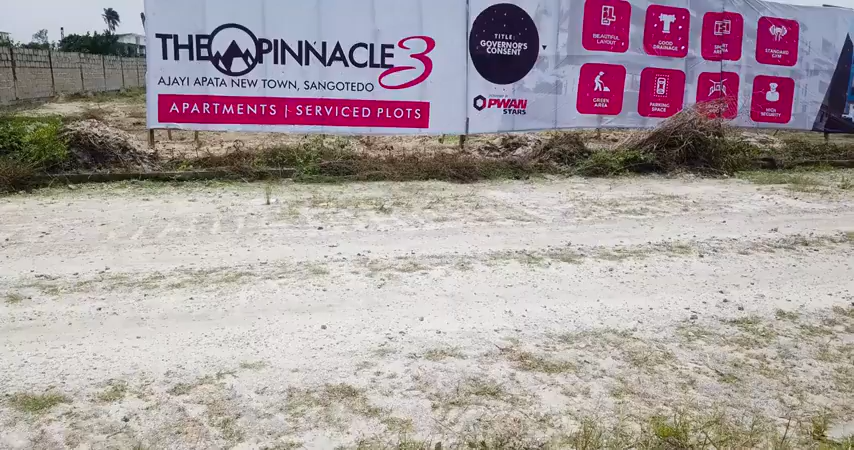 THE PINNACLE 3
AJAYI APATA NEW TOWN, SANGOTEDO
APARTMENTS | SERVICED PLOTS
TITLE:
GOVERNOR'S
CONSENT
PWAN
STARS
BEAUTIFUL
LAYOUT
GOOD
DRAINAGE
STANDARD
GYM
GREEN
AREA
PARKING
SPACE
HIGH
SECURITY